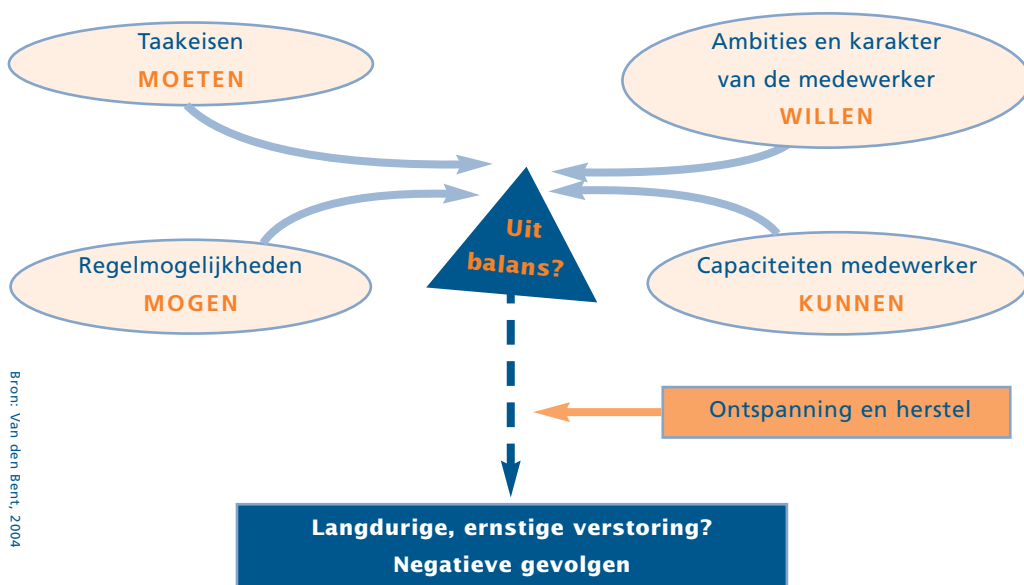 Taakeisen
MOETEN
Ambities en karakter
van de medewerker
WILLEN
Uit
balans?
Regelmogelijkheden
MOGEN
Capaciteiten medewerker
KUNNEN
Ontspanning en herstel
Langdurige, ernstige verstoring?
Negatieve gevolgen
Bron: Van den Bent, 2004